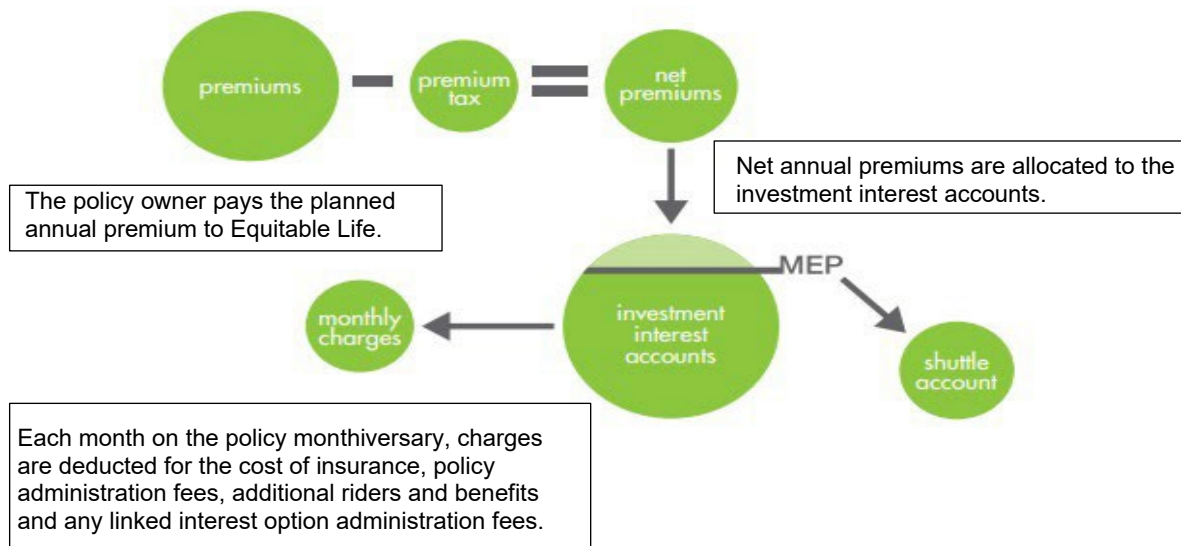 premiums
premium
tax
net
premiums
The policy owner pays the planned
annual premium to Equitable Life.
Net annual premiums are allocated to the
investment interest accounts.
MEP
monthly
charges
investment
interest
accounts
shuttle
account
Each month on the policy monthiversary, charges
are deducted for the cost of insurance, policy
administration fees, additional riders and benefits
and any linked interest option administration fees.